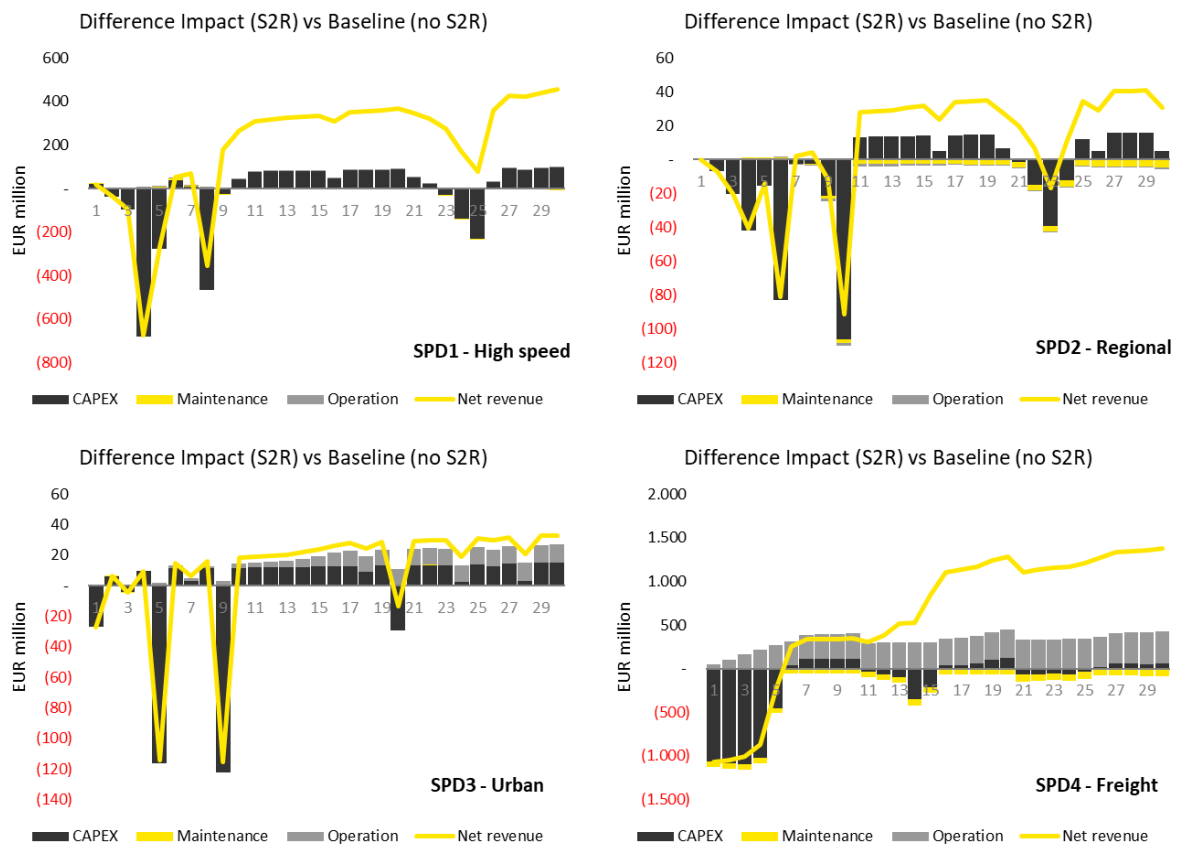 Difference Impact (S2R) vs Baseline (no S2R)
EUR million
600
400
200
-
(200)
(400)
(600)
(800)
1 3 5 7 9 11 13 15 17 19 21 23 25 27 29
SPD1 - High speed
CAPEX Maintenance Operation Net revenue
Difference Impact (S2R) vs Baseline (no S2R)
EUR million
60
40
20
-
(20)
(40)
(60)
(80)
(100)
(120)
1 3 5 7 9 11 13 15 17 19 21 23 25 27 29
SPD2 - Regional
CAPEX Maintenance Operation Net revenue
Difference Impact (S2R) vs Baseline (no S2R)
EUR million
60
40
20
-
(20)
(40)
(60)
(80)
(100)
(120)
(140)
1 3 5 7 9 11 13 15 17 19 21 23 25 27 29
SPD3 - Urban
CAPEX Maintenance Operation Net revenue
Difference Impact (S2R) vs Baseline (no S2R)
EUR million
2.000
1.500
1.000
500
-
(500)
(1.000)
(1.500)
1 3 5 7 9 11 13 15 17 19 21 23 25 27 29
SPD4 - Freight
CAPEX Maintenance Operation Net revenue